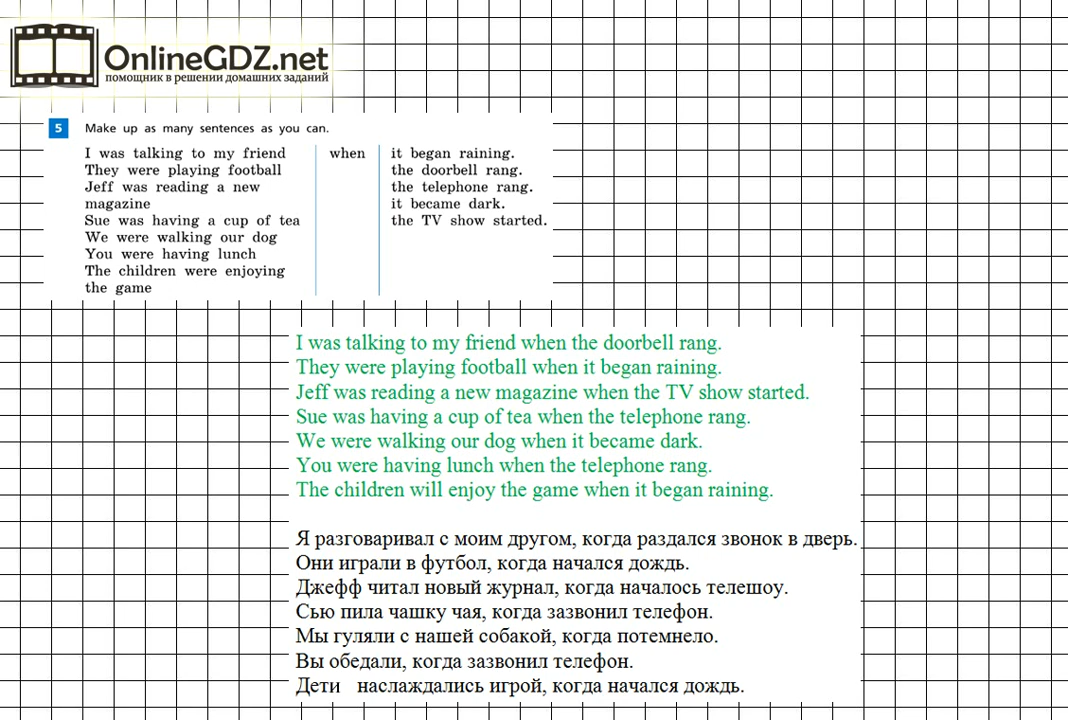 OnlineGDZ.net
помощник в решении домашних заданий
5 Make up as many sentences as you can.
I was talking to my friend
They were playing football
Jeff was reading a new
magazine
Sue was having a cup of tea
We were walking our dog
You were having lunch
The children were enjoying
the game
when
it began raining.
the doorbell rang.
the telephone rang.
it became dark.
the TV show started.
I was talking to my friend when the doorbell rang.
They were playing football when it began raining.
Jeff was reading a new magazine when the TV show started.
Sue was having a cup of tea when the telephone rang.
We were walking our dog when it became dark.
You were having lunch when the telephone rang.
The children will enjoy the game when it began raining.
Я разговаривал с моим другом, когда раздался звонок в дверь.
Они играли в футбол, когда начался дождь.
Джефф читал новый журнал, когда началось телешоу.
Сью пила чашку чая, когда зазвонил телефон.
Мы гуляли с нашей собакой, когда потемнело.
Вы обедали, когда зазвонил телефон.
Дети наслаждались игрой, когда начался дождь.